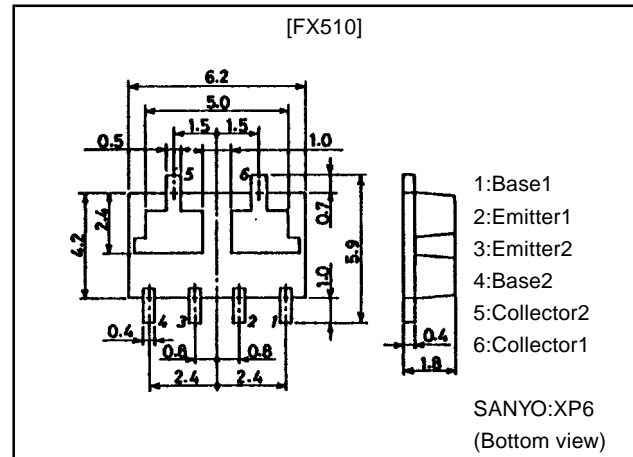 [FX510]
6.2
5.0
1.5 1.5
0.5 1.0
5 6
4.2 2.4 0.7 5.9 1.0
4 3 2 1
0.4
0.8 0.8
2.4 2.4
0.4
1.8
1:Base1
2:Emitter1
3:Emitter2
4:Base2
5:Collector2
6:Collector1
SANYO:XP6
(Bottom view)